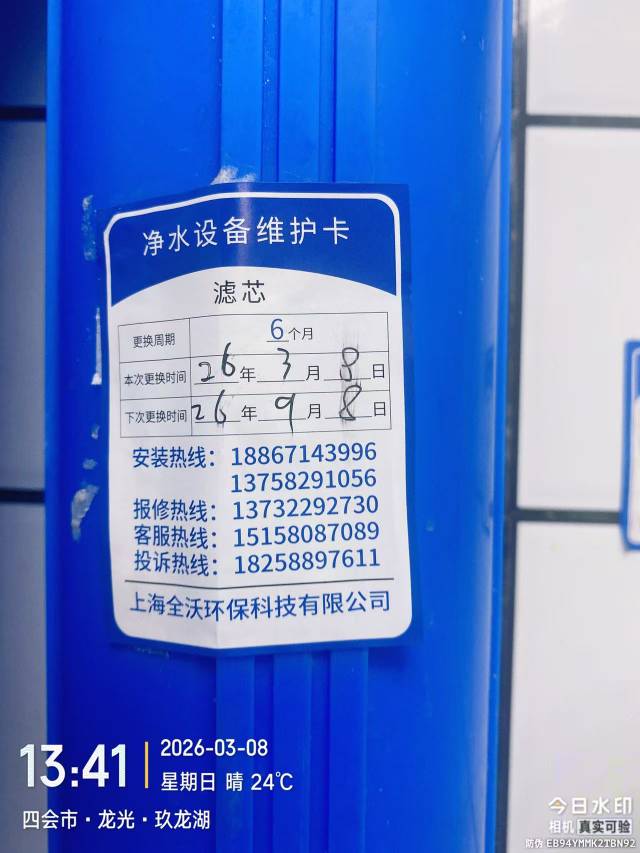 净水设备维护卡
滤芯
更换周期 6个月
本次更换时间 26年3月8日
下次更换时间 26年9月8日
安装热线：18867143996
13758291056
报修热线：13732292730
客服热线：15158087089
投诉热线：18258897611
上海全沃环保科技有限公司
13:41 2026-03-08
星期日 晴 24℃
四会市·龙光·玖龙湖
今日水印
相机 真实可验
防伪 EB94YMMK2TBN92